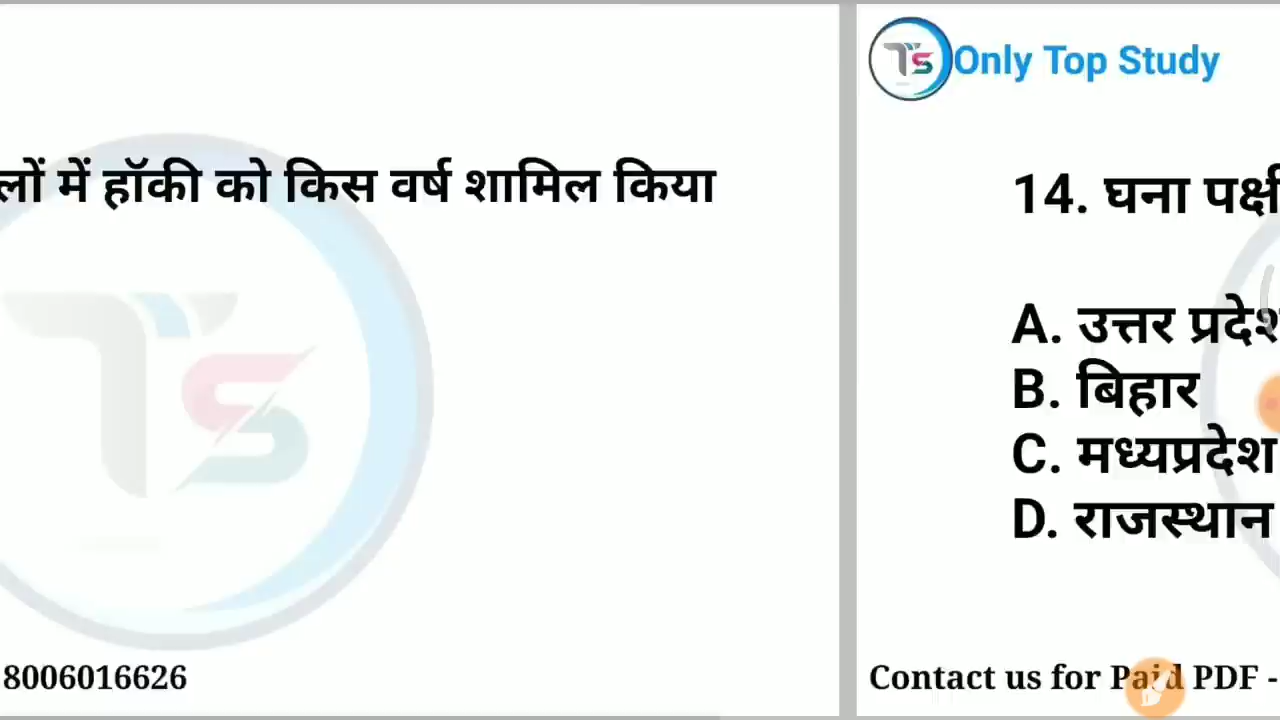 लों में हॉकी को किस वर्ष शामिल किया
8006016626
TS Only Top Study
14. घना पक्षी
A. उत्तर प्रदेश
B. बिहार
C. मध्यप्रदेश
D. राजस्थान
Contact us for Paid PDF -